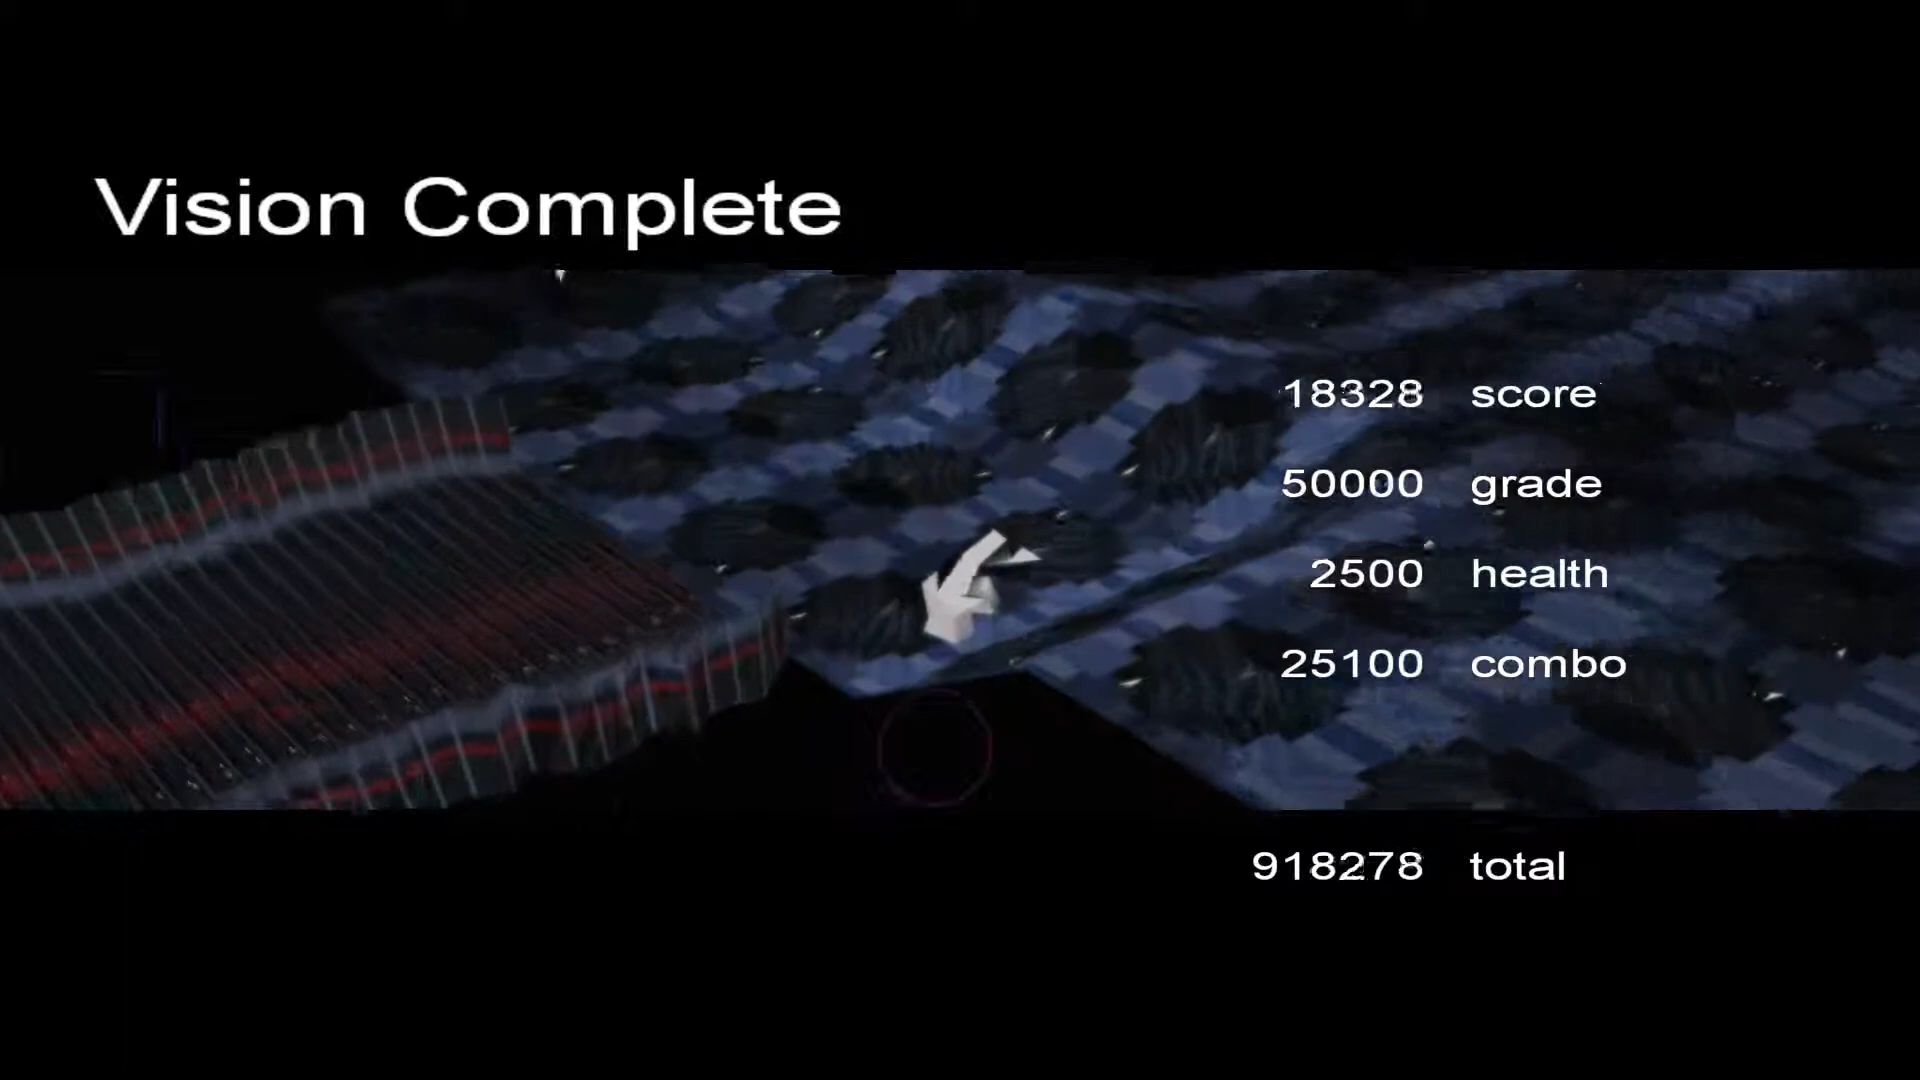 Vision Complete
18328 score
50000 grade
2500 health
25100 combo
918278 total